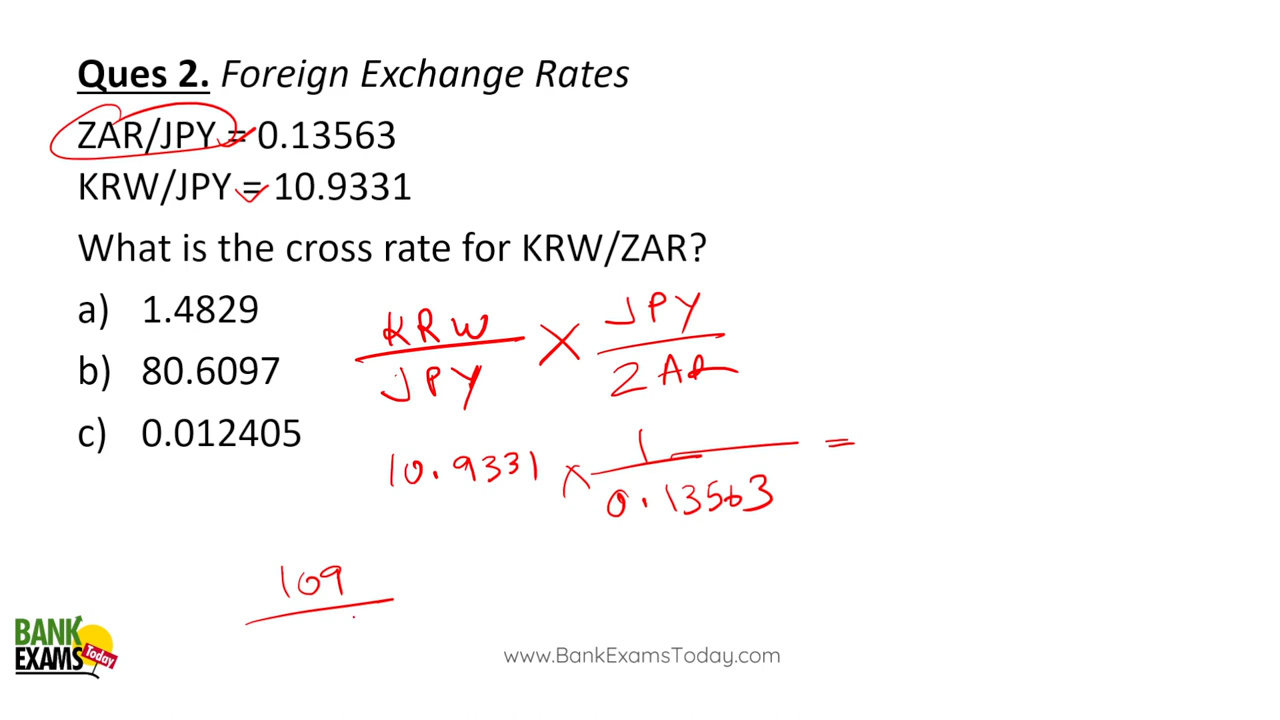 Ques 2. Foreign Exchange Rates
ZAR/JPY = 0.13563
KRW/JPY = 10.9331
What is the cross rate for KRW/ZAR?
a) 1.4829
b) 80.6097
c) 0.012405
KRW / JPY × JPY / ZAR
10.9331 × 1 / 0.13563 =
109
BANK
EXAMS Today
www.BankExamsToday.com